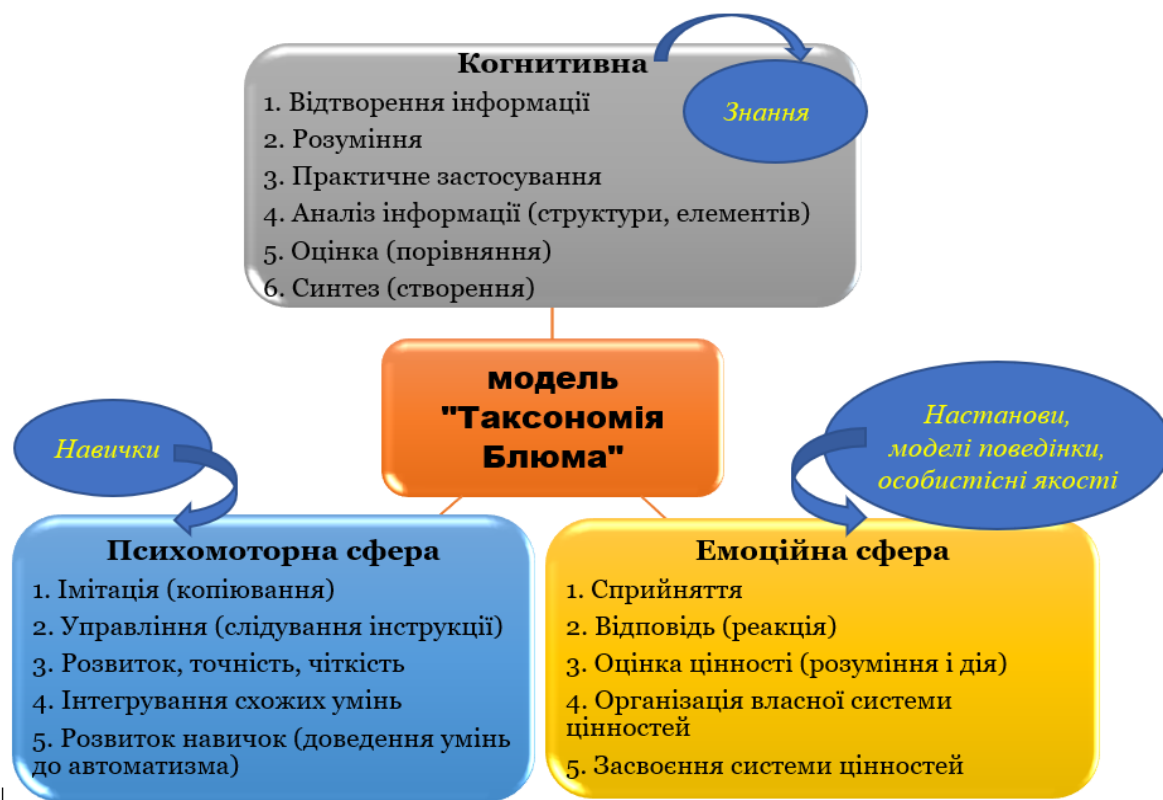 Когнитивна
Знання
1. Відтворення інформації
2. Розуміння
3. Практичне застосування
4. Аналіз інформації (структури, елементів)
5. Оцінка (порівняння)
6. Синтез (створення)
модель
"Таксономія
Блюма"
Навички
Настанови,
моделі поведінки,
особистісні якості
Психомоторна сфера
1. Імітація (копіювання)
2. Управління (слідування інструкції)
3. Розвиток, точність, чіткість
4. Інтегрування схожих умінь
5. Розвиток навичок (доведення умінь
до автоматизма)
Емоційна сфера
1. Сприйняття
2. Відповідь (реакція)
3. Оцінка цінності (розуміння і дія)
4. Організація власної системи
цінностей
5. Засвоєння системи цінностей